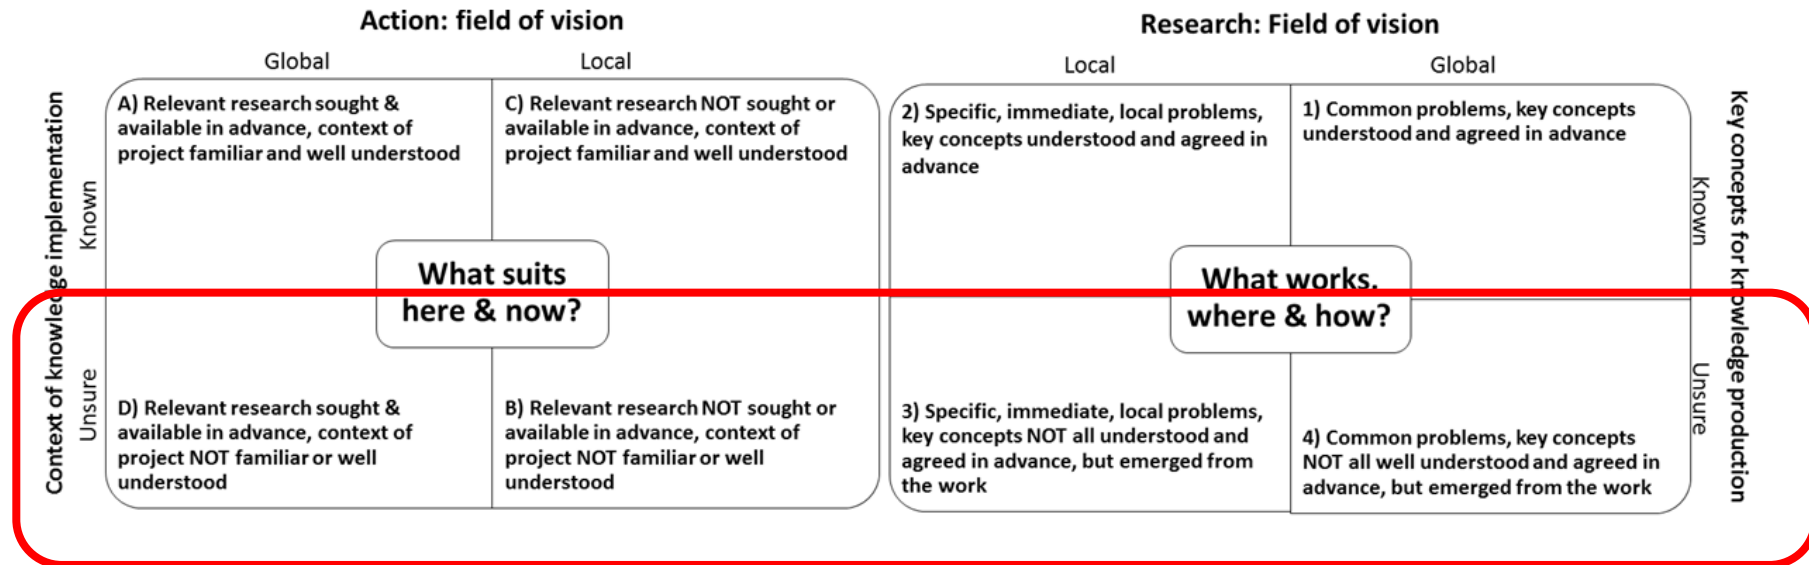 Action: field of vision
Global
Local
Context of knowledge implementation
Known
Unsure
A) Relevant research sought &
available in advance, context of
project familiar and well understood
C) Relevant research NOT sought or
available in advance, context of
project familiar and well understood
What suits
here & now?
D) Relevant research sought &
available in advance, context of
project NOT familiar or well
understood
B) Relevant research NOT sought or
available in advance, context of
project NOT familiar or well
understood
Research: Field of vision
Local
Global
2) Specific, immediate, local problems,
key concepts understood and agreed in
advance
1) Common problems, key concepts
understood and agreed in advance
What works,
where & how?
3) Specific, immediate, local problems,
key concepts NOT all understood and
agreed in advance, but emerged from
the work
4) Common problems, key concepts
NOT all well understood and agreed in
advance, but emerged from the work
Known
Unsure
Key concepts for knowledge production